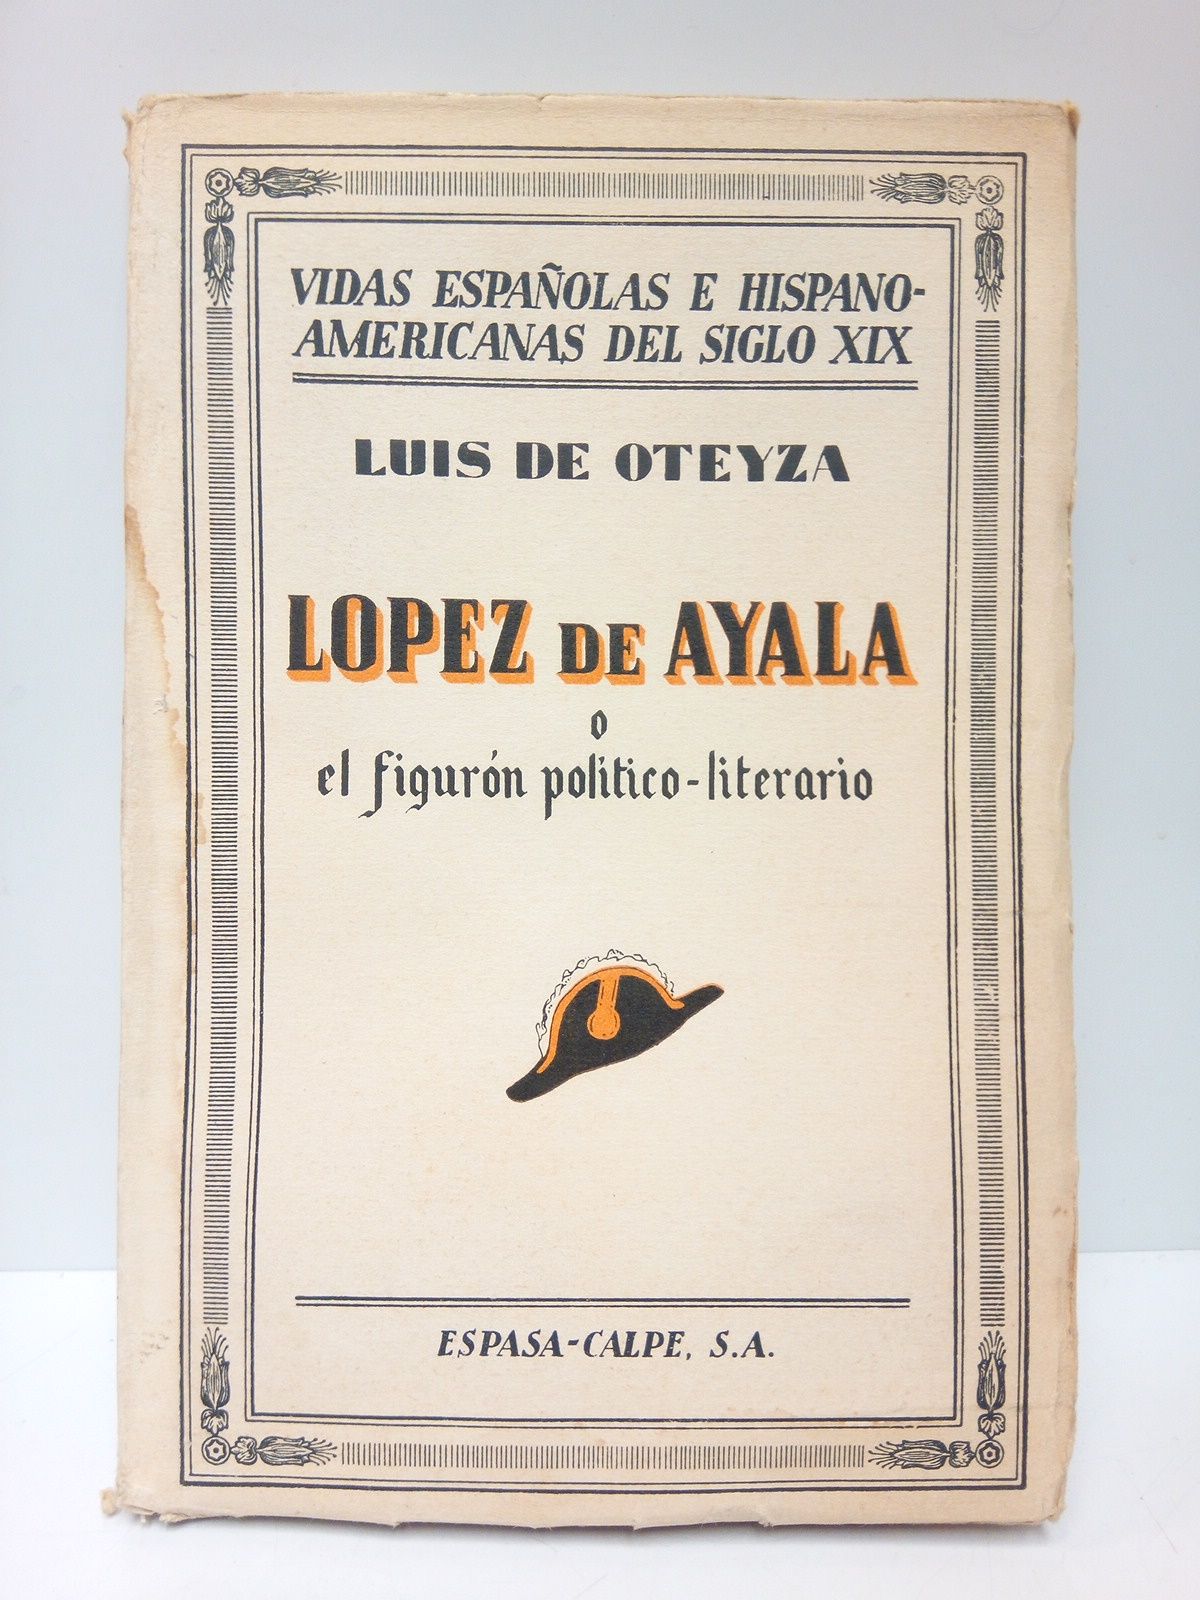 VIDAS ESPAÑOLAS E HISPANO-
AMERICANAS DEL SIGLO XIX
LUIS DE OTEYZA
LOPEZ DE AYALA
o
el figurón político-literario
ESPASA-CALPE, S.A.